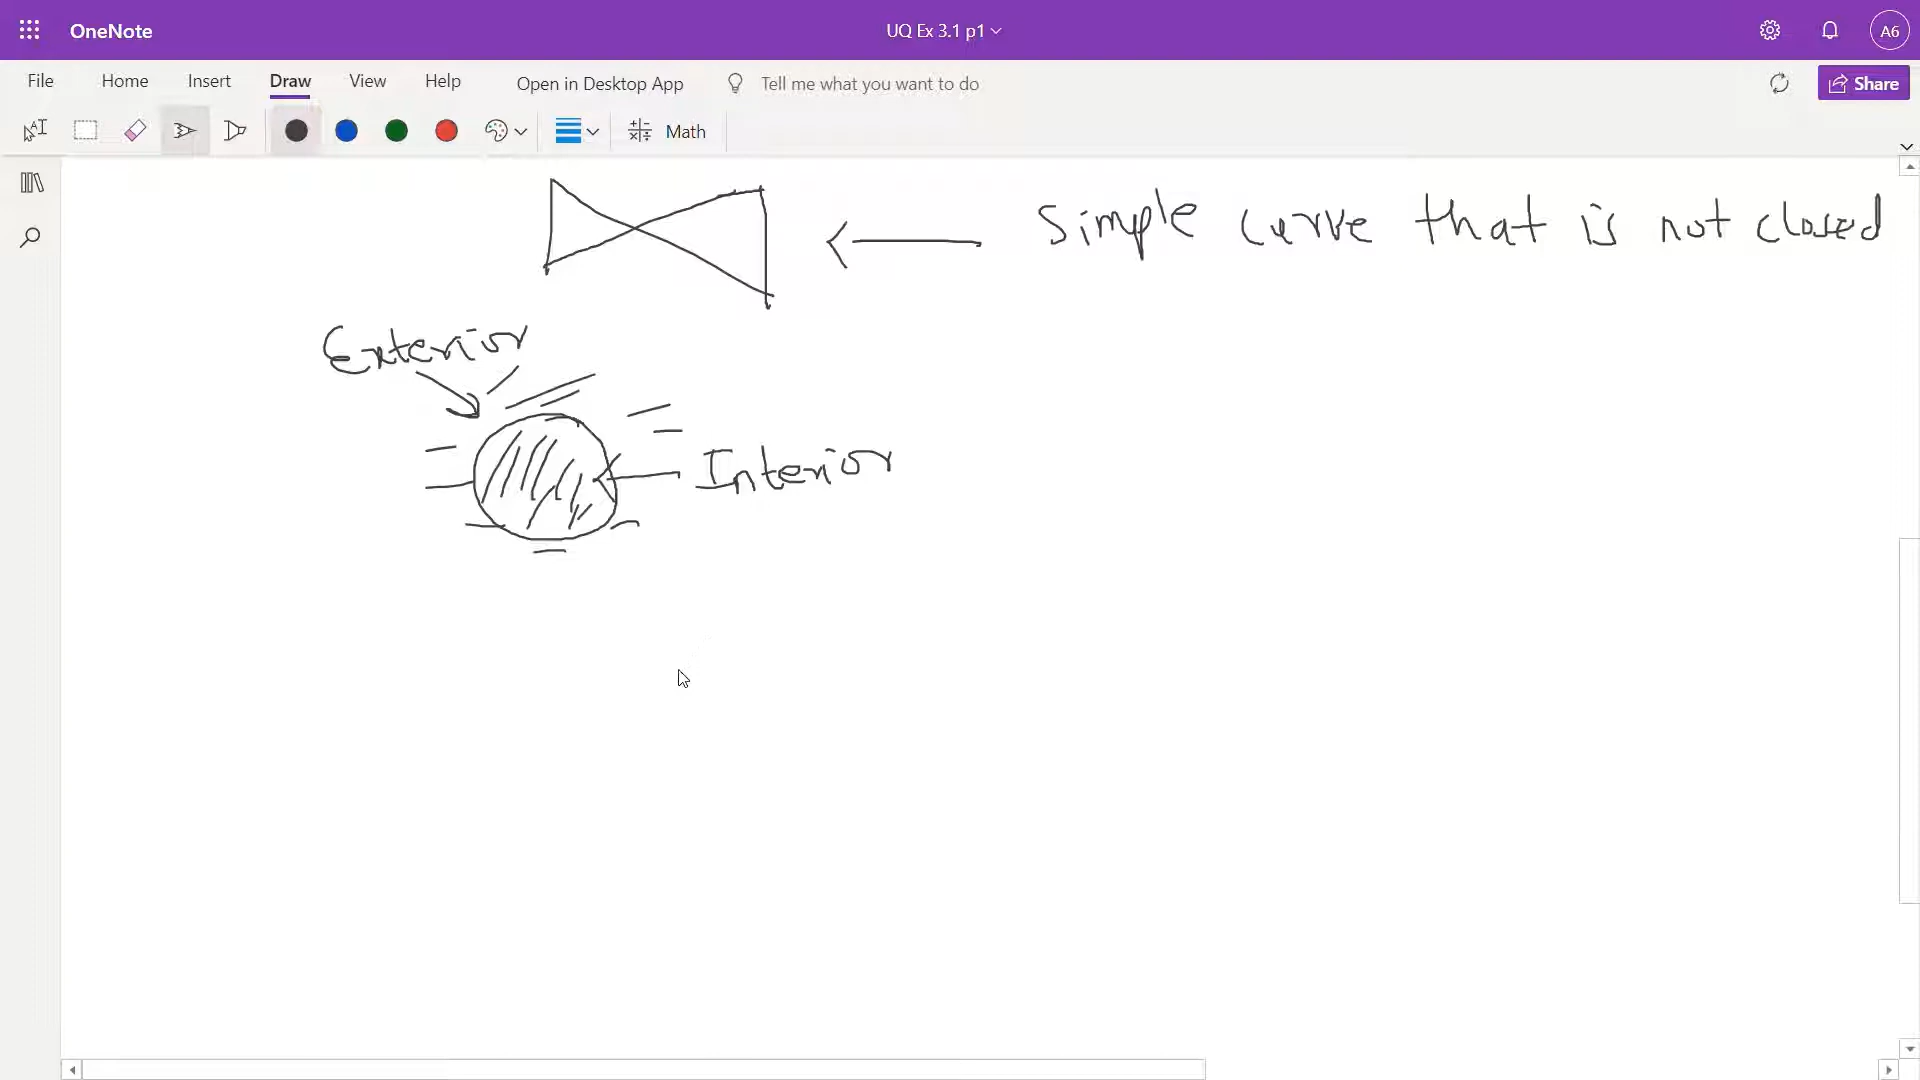 OneNote
UQ Ex 3.1 p1
A6
File Home Insert Draw View Help Open in Desktop App Tell me what you want to do
Share
Math
Simple curve that is not closed
Exterior
Interior